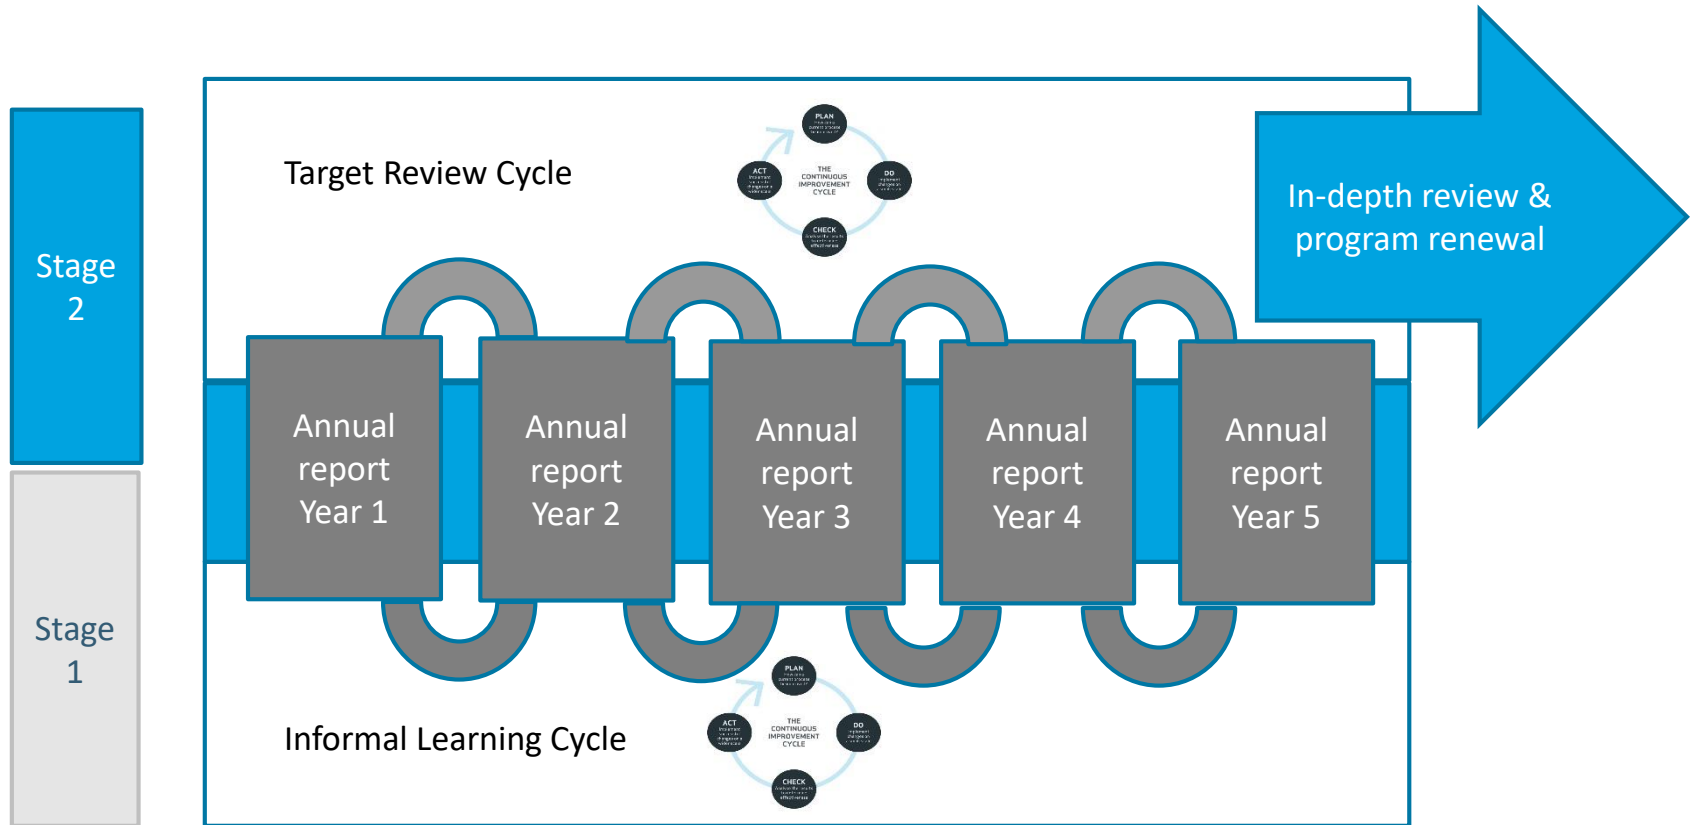 Stage
2
Stage
1
Target Review Cycle
PLAN
DO
CHECK
ACT
THE
CONTINUOUS
IMPROVEMENT
CYCLE
In-depth review &
program renewal
Annual
report
Year 1
Annual
report
Year 2
Annual
report
Year 3
Annual
report
Year 4
Annual
report
Year 5
Informal Learning Cycle
PLAN
DO
CHECK
ACT
THE
CONTINUOUS
IMPROVEMENT
CYCLE